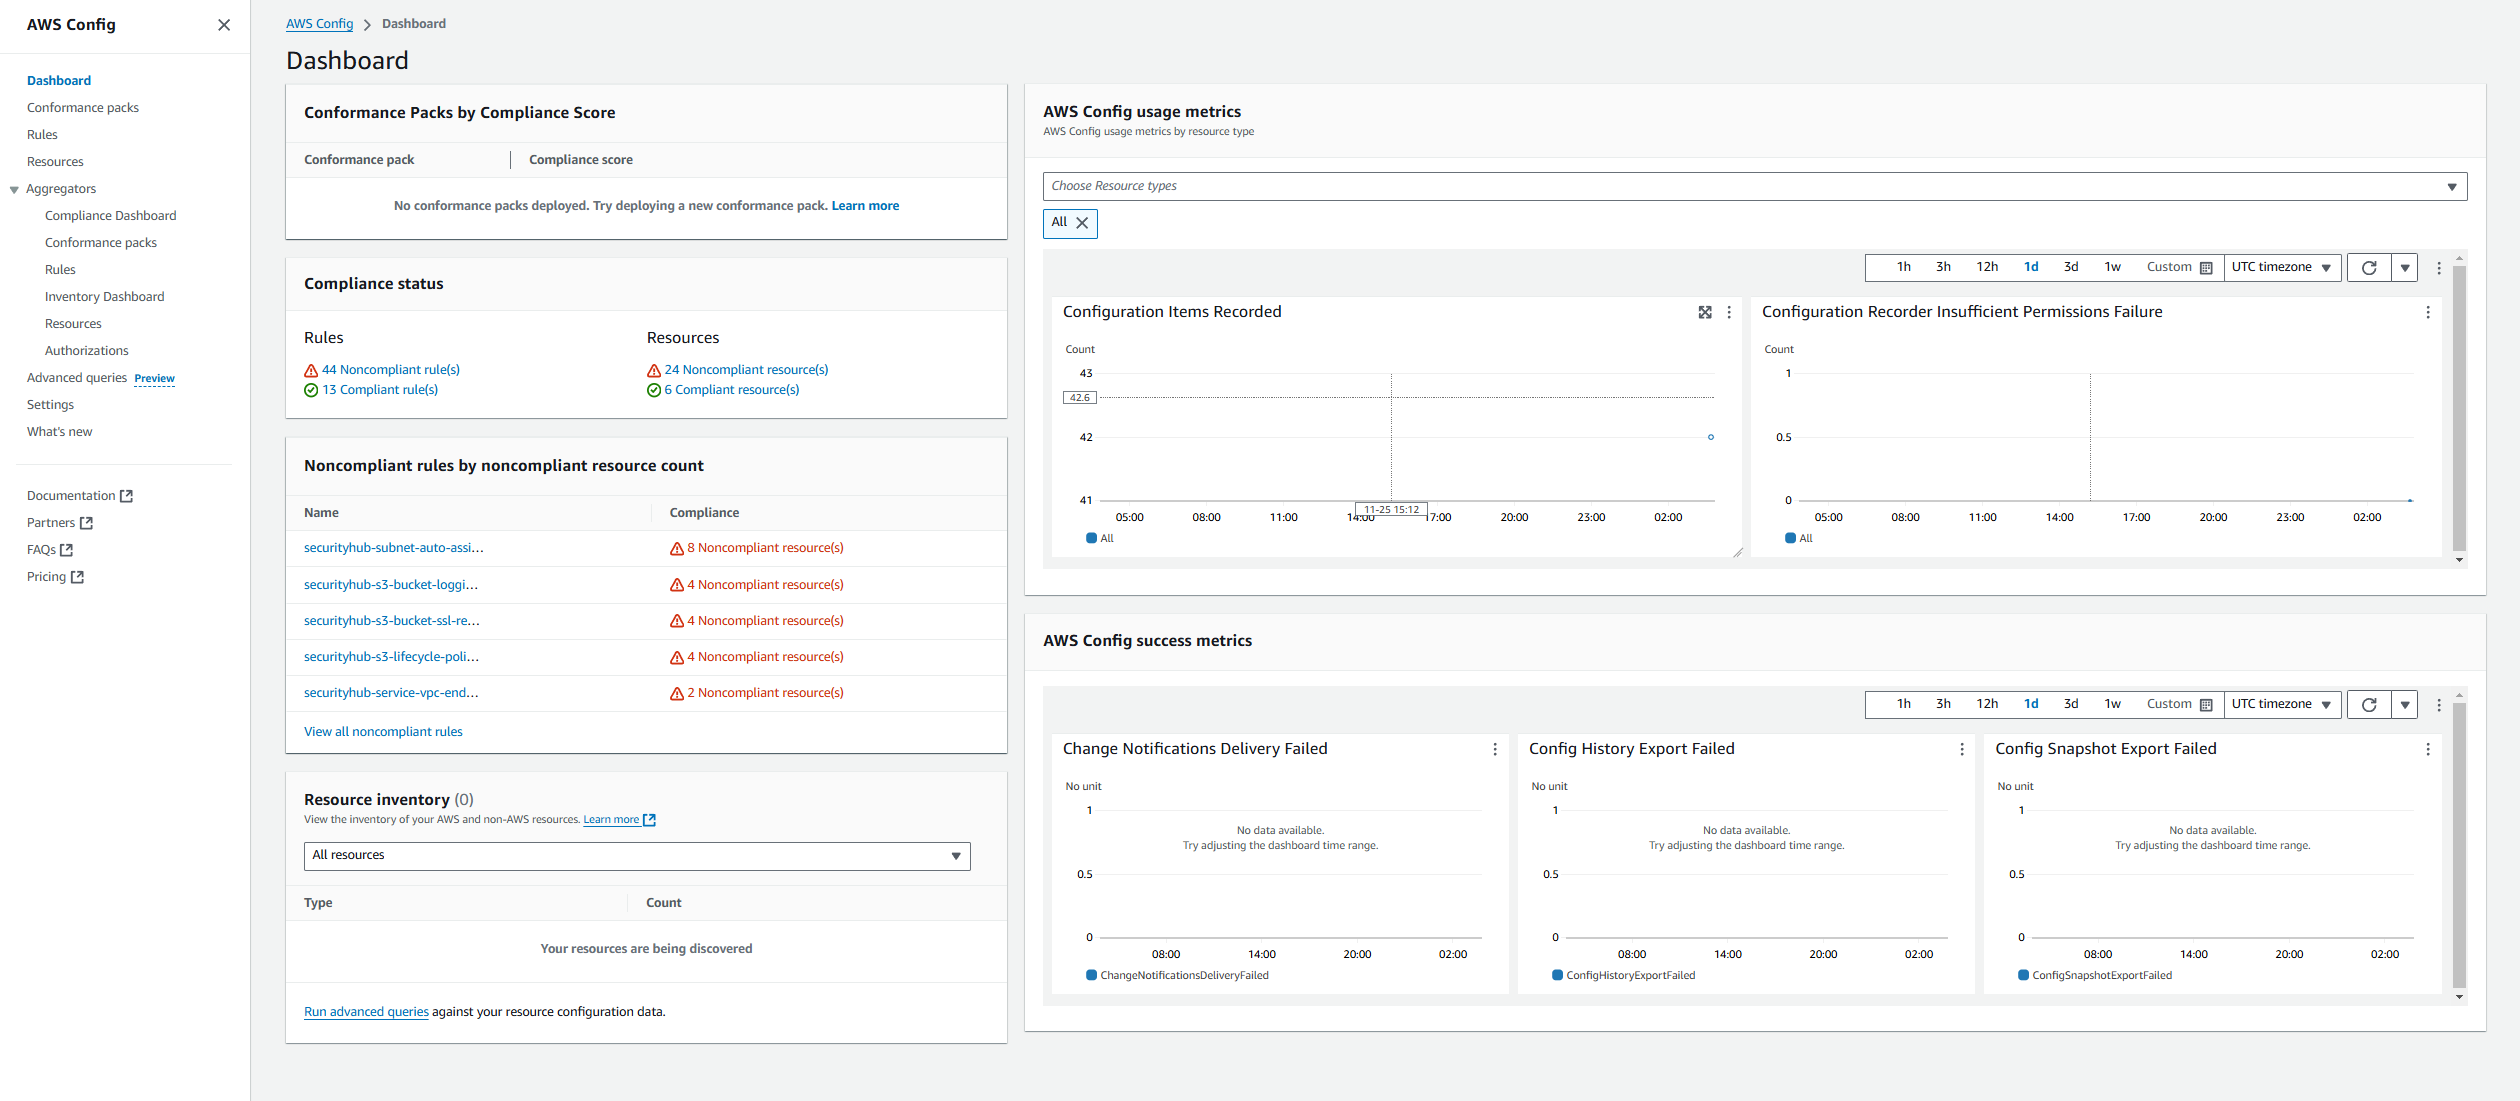 AWS Config
Dashboard
Conformance packs
Rules
Resources
Aggregators
Compliance Dashboard
Conformance packs
Rules
Inventory Dashboard
Resources
Authorizations
Advanced queries Preview
Settings
What's new
Documentation
Partners
FAQs
Pricing
AWS Config Dashboard
Dashboard
Conformance Packs by Compliance Score
Conformance pack Compliance score
No conformance packs deployed. Try deploying a new conformance pack. Learn more
Compliance status
Rules Resources
44 Noncompliant rule(s) 24 Noncompliant resource(s)
13 Compliant rule(s) 6 Compliant resource(s)
Noncompliant rules by noncompliant resource count
Name Compliance
securityhub-subnet-auto-assi... 8 Noncompliant resource(s)
securityhub-s3-bucket-loggi... 4 Noncompliant resource(s)
securityhub-s3-bucket-ssl-re... 4 Noncompliant resource(s)
securityhub-s3-lifecycle-poli... 4 Noncompliant resource(s)
securityhub-service-vpc-end... 2 Noncompliant resource(s)
View all noncompliant rules
Resource inventory (0)
View the inventory of your AWS and non-AWS resources. Learn more
All resources
Type Count
Your resources are being discovered
Run advanced queries against your resource configuration data.
AWS Config usage metrics
AWS Config usage metrics by resource type
Choose Resource types
All
1h 3h 12h 1d 3d 1w Custom UTC timezone
Configuration Items Recorded
Count
43
42.6
42
41
05:00 08:00 11:00 14:00 11-25 15:12 17:00 20:00 23:00 02:00
All
Configuration Recorder Insufficient Permissions Failure
Count
1
0.5
0
05:00 08:00 11:00 14:00 17:00 20:00 23:00 02:00
All
AWS Config success metrics
1h 3h 12h 1d 3d 1w Custom UTC timezone
Change Notifications Delivery Failed
No unit
1
No data available.
Try adjusting the dashboard time range.
0.5
0
08:00 14:00 20:00 02:00
ChangeNotificationsDeliveryFailed
Config History Export Failed
No unit
1
No data available.
Try adjusting the dashboard time range.
0.5
0
08:00 14:00 20:00 02:00
ConfigHistoryExportFailed
Config Snapshot Export Failed
No unit
1
No data available.
Try adjusting the dashboard time range.
0.5
0
08:00 14:00 20:00 02:00
ConfigSnapshotExportFailed